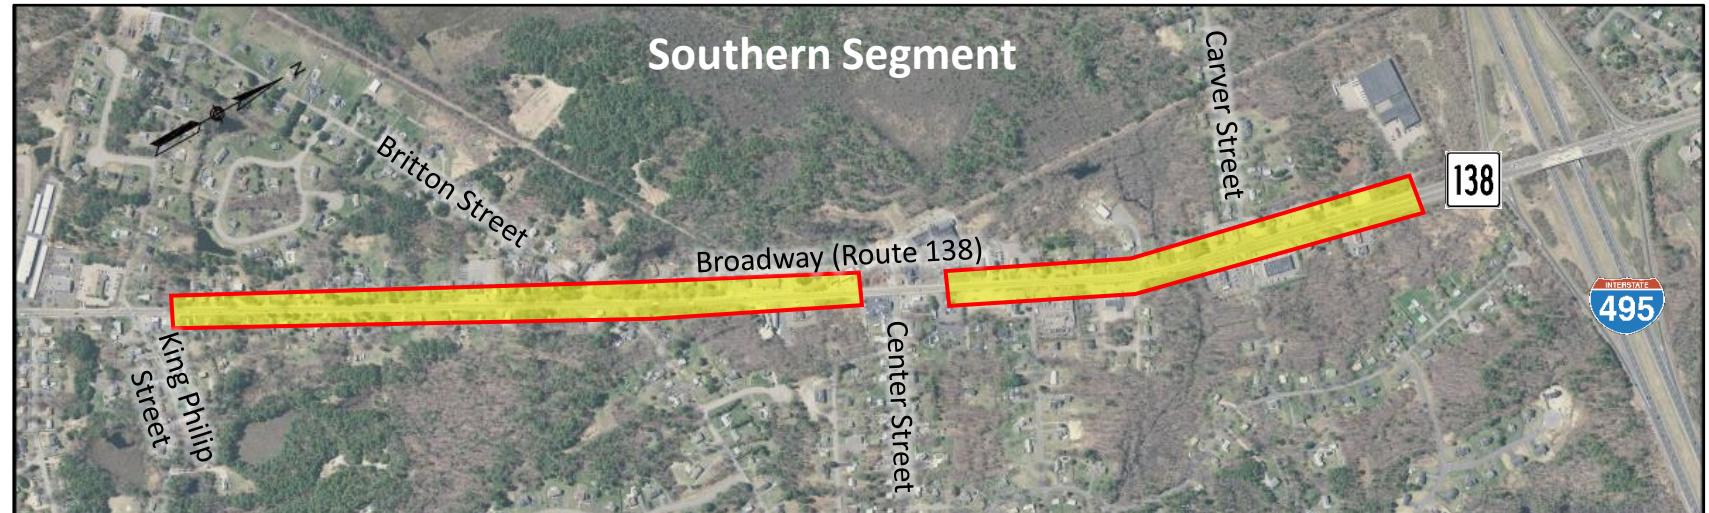 Southern Segment
N
Britton Street
Carver Street
138
Broadway (Route 138)
INTERSTATE
495
King Philip
Street
Center Street